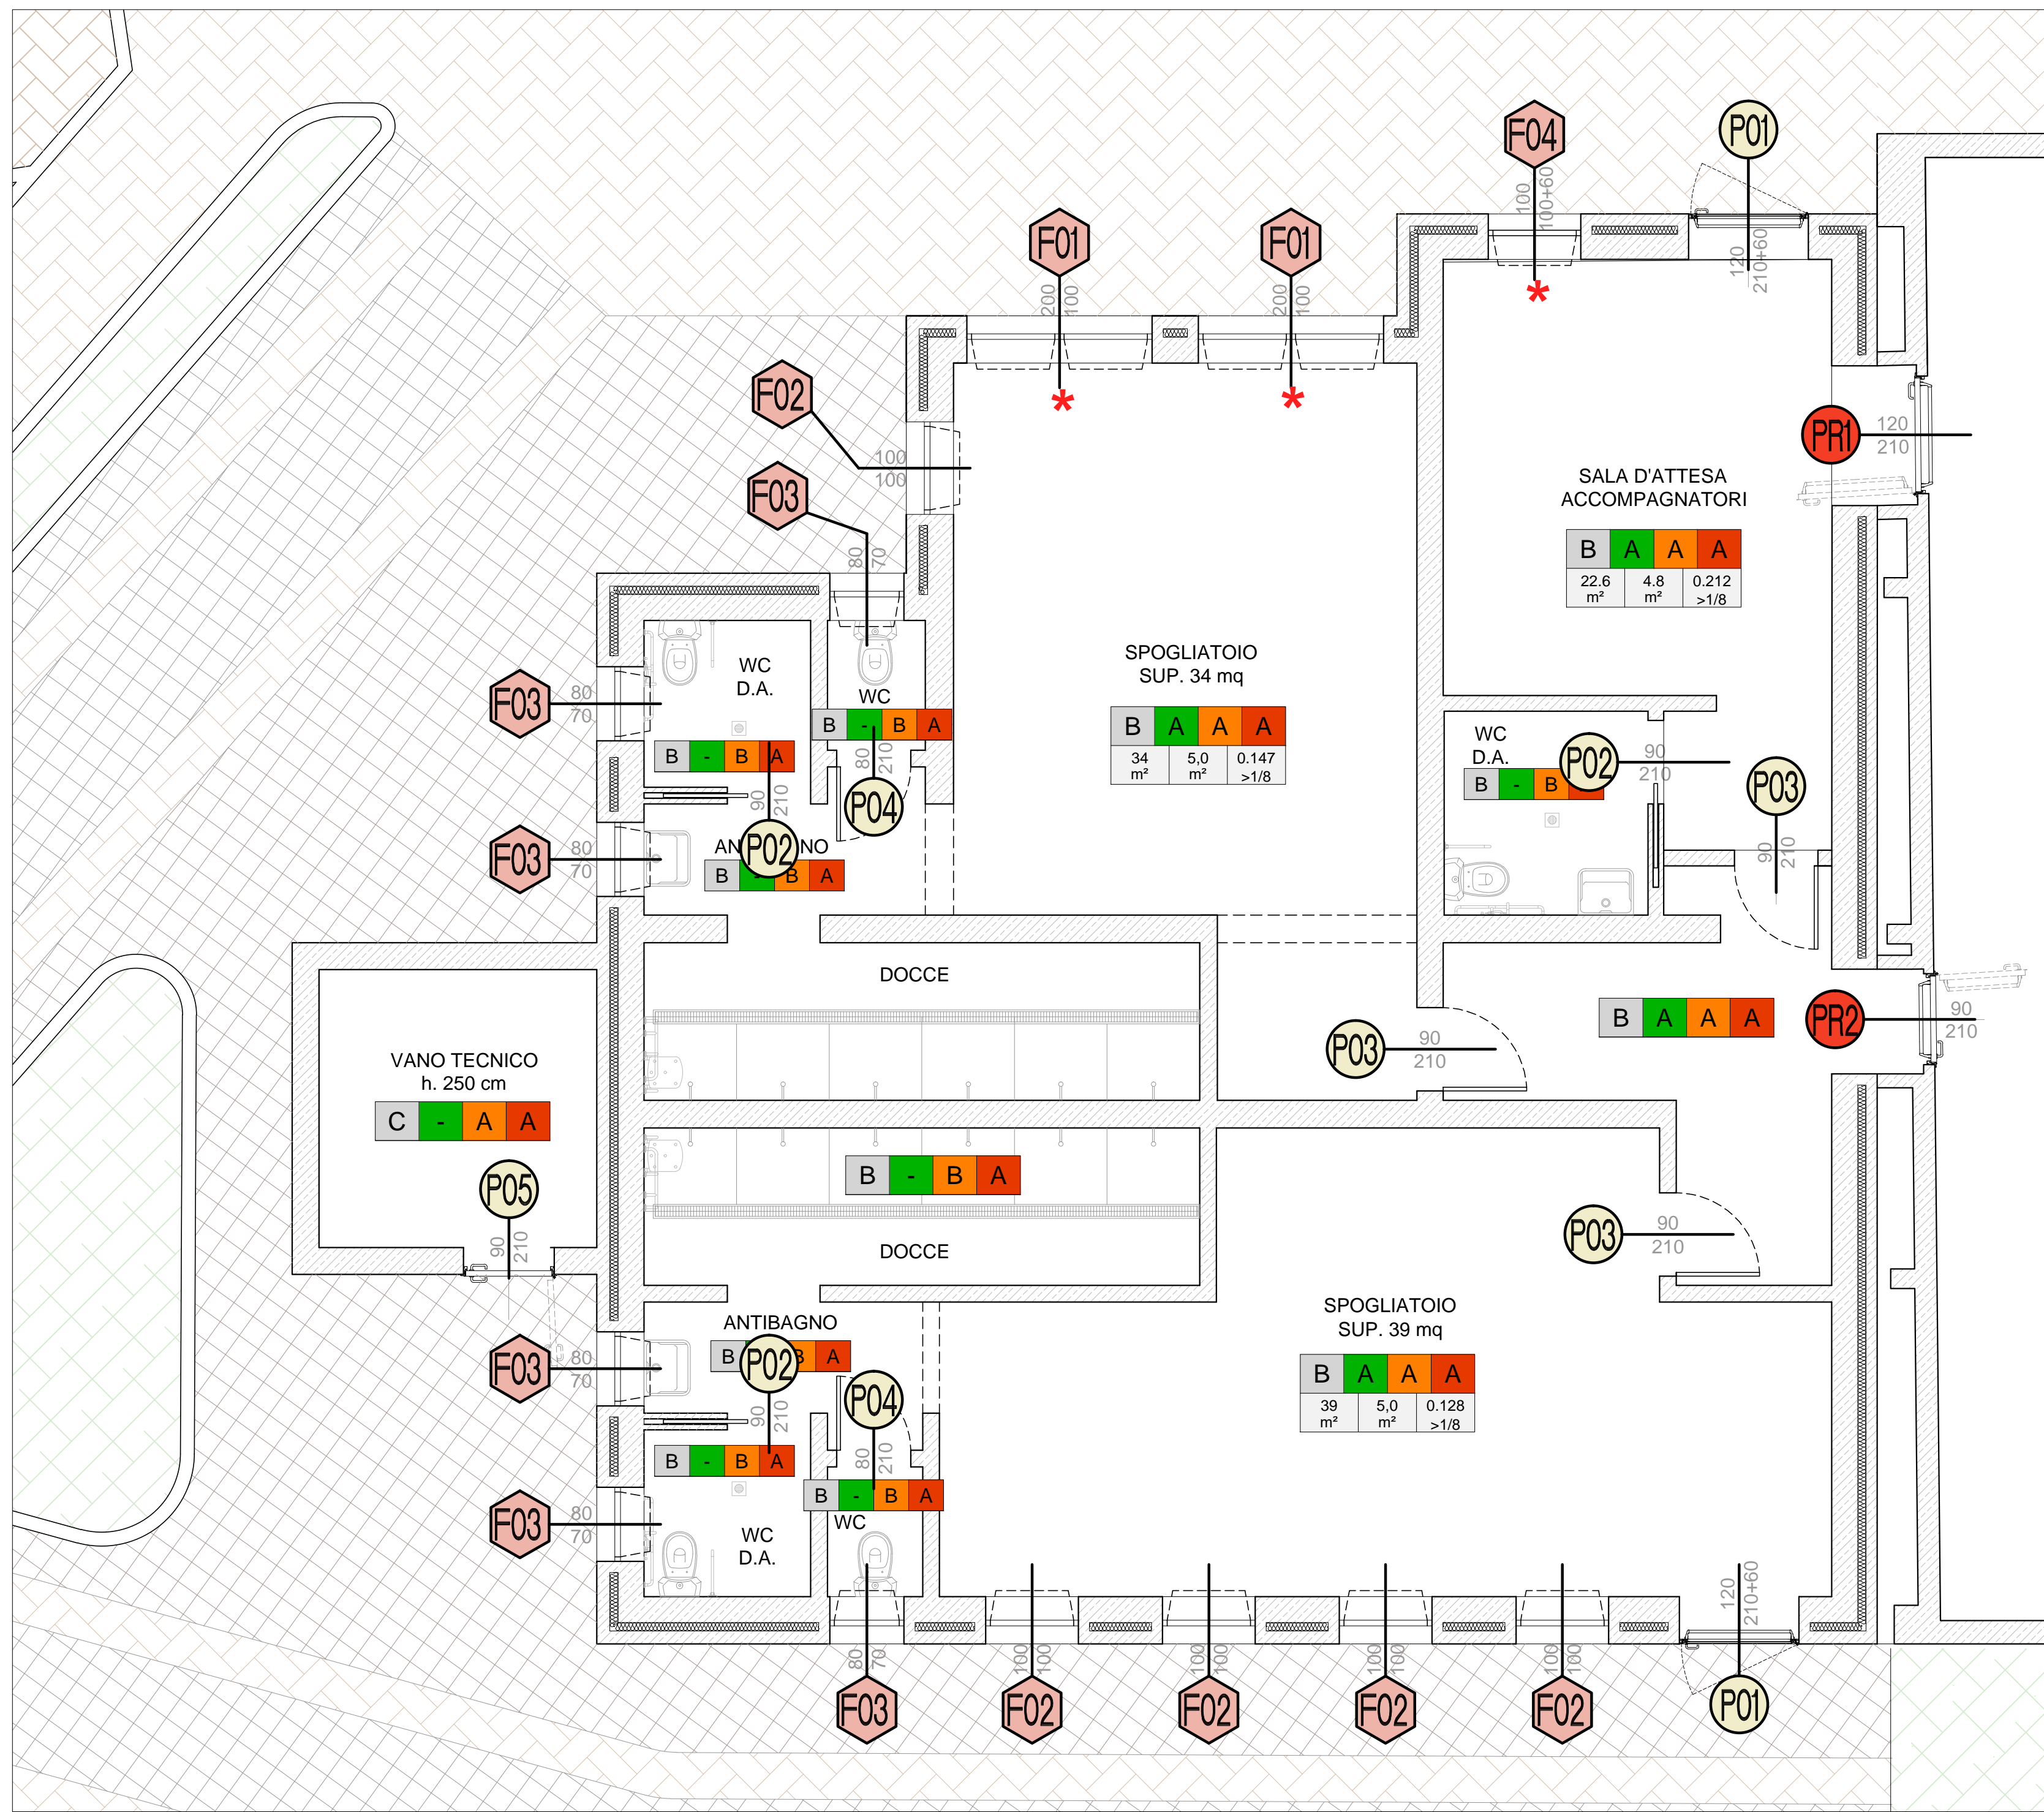 F04
P01
100
100+60
120
210+60
F01
F01
200
100
200
100
*
*
*
F02
100
100
F03
80
70
PR1
120
210
SALA D'ATTESA
ACCOMPAGNATORI
B A A A
22.6 m² 4.8 m² 0.212 >1/8
SPOGLIATOIO
SUP. 34 mq
B A A A
34 m² 5,0 m² 0.147 >1/8
F03
80
70
WC
D.A.
B - B A
WC
B - B A
80
210
P04
90
210
P02
F03
80
70
B - B A
WC
D.A.
B - B
P02
90
210
P03
90
210
DOCCE
VANO TECNICO
h. 250 cm
C - A A
P05
90
210
P03
90
210
B A A A
PR2
90
210
B - B A
DOCCE
P03
90
210
ANTIBAGNO
B B A
P02
90
210
P04
80
210
F03
80
70
SPOGLIATOIO
SUP. 39 mq
B A A A
39 m² 5,0 m² 0.128 >1/8
B - B A
B - B A
WC
WC
D.A.
F03
80
70
80
70
100
100
100
100
100
100
100
100
120
210+60
F03
F02
F02
F02
F02
P01